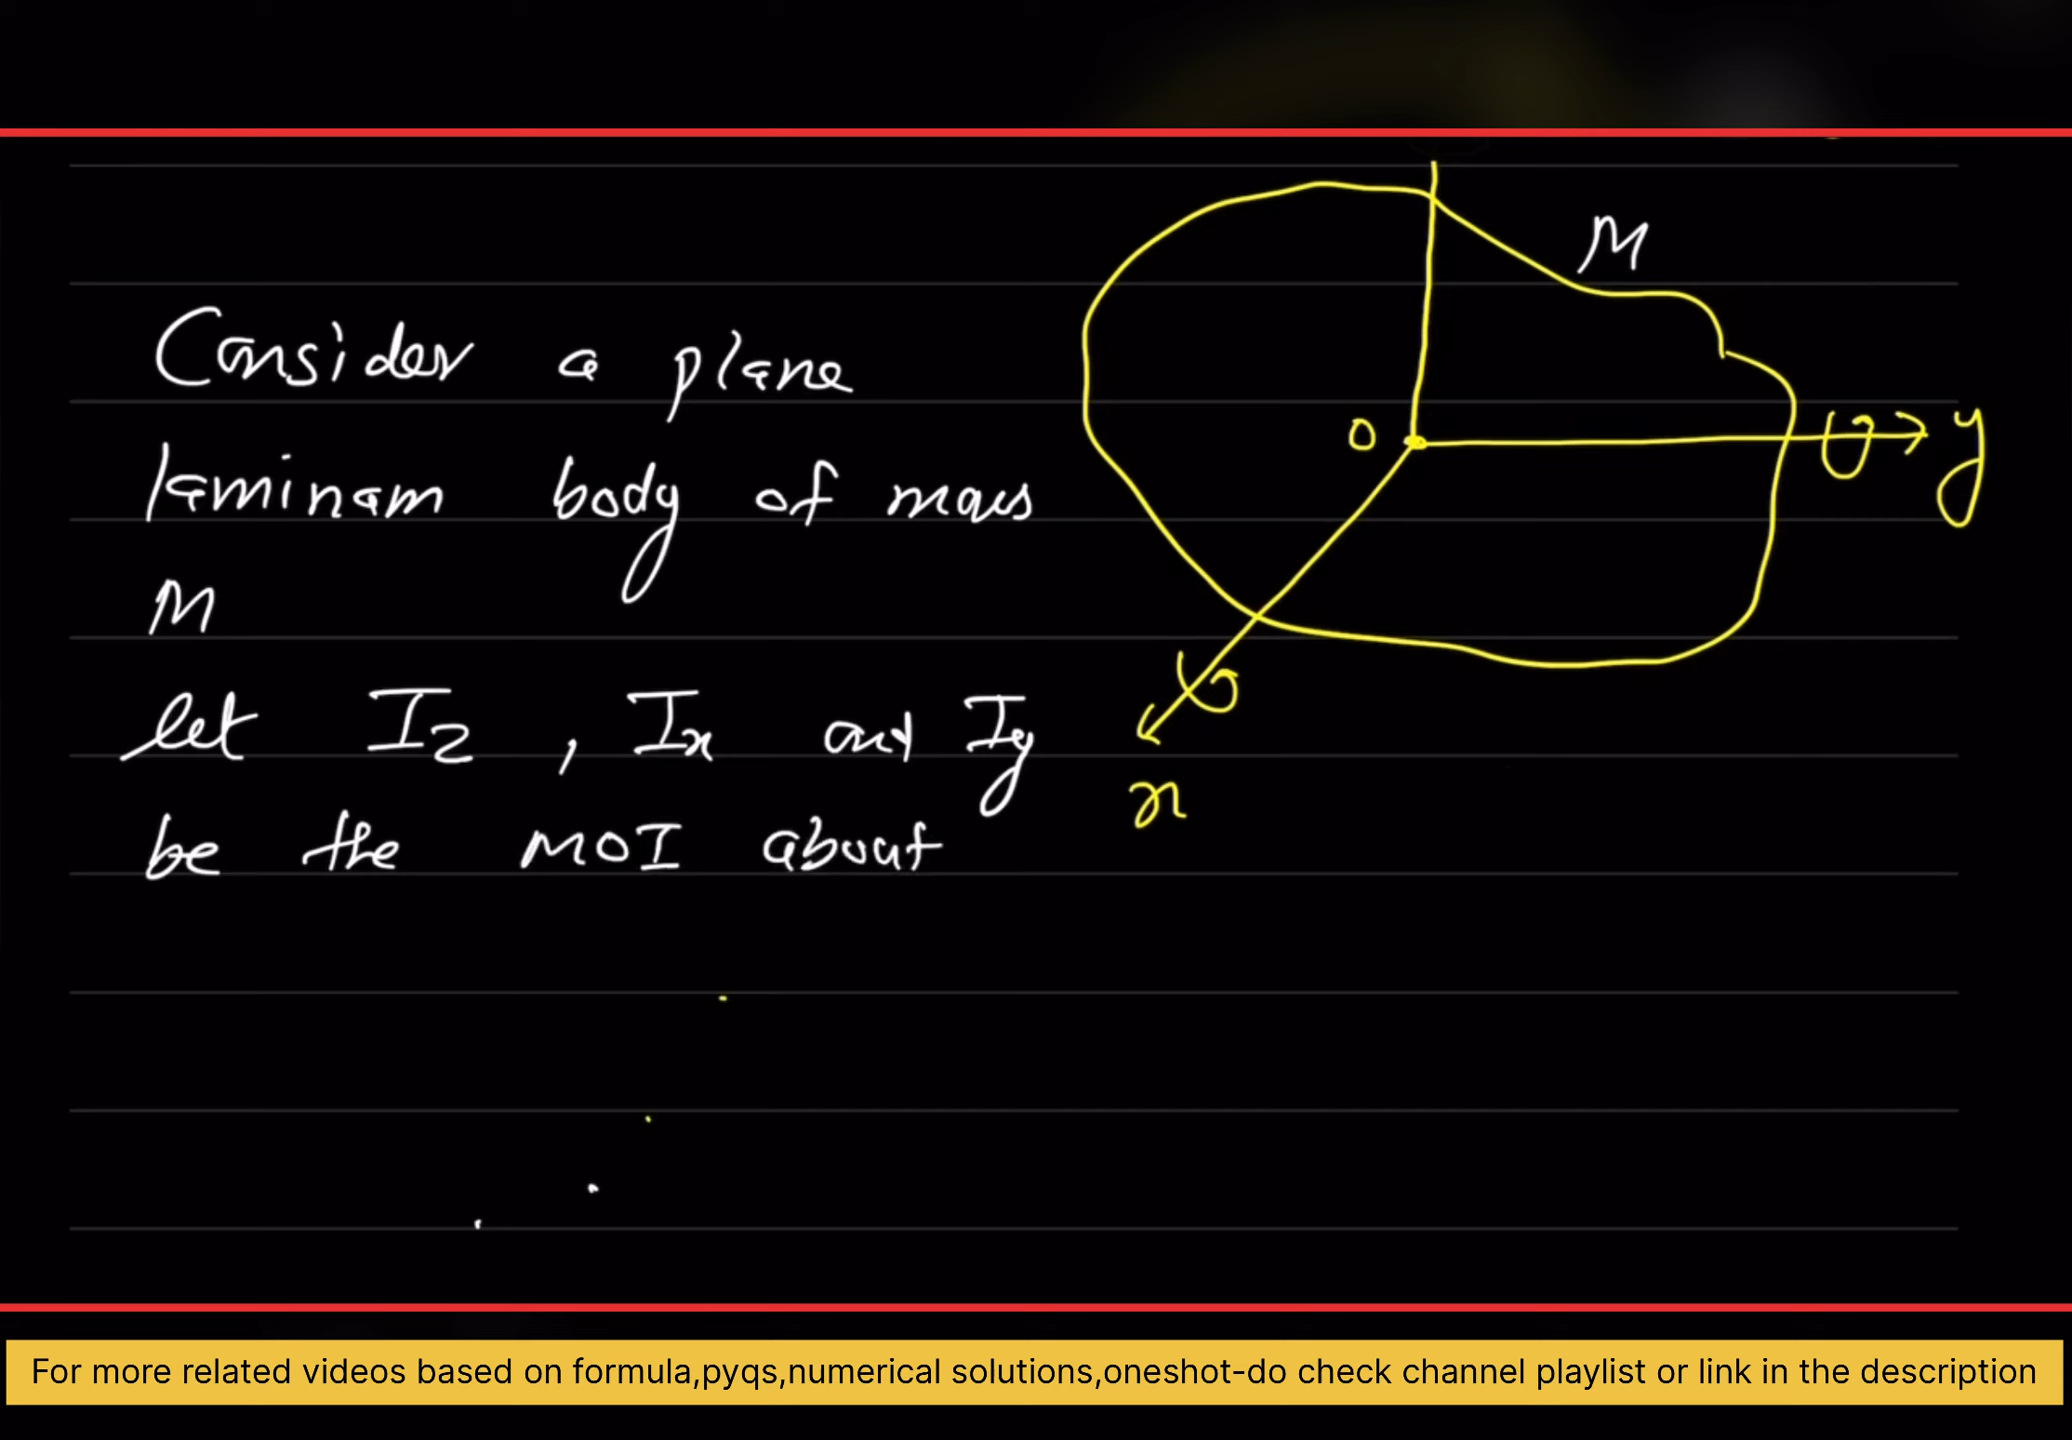 M
Consider a plane
O
y
laminam body of mass
M
let Iz , Ix and Iy
x
be the MOI about
For more related videos based on formula,pyqs,numerical solutions,oneshot-do check channel playlist or link in the description